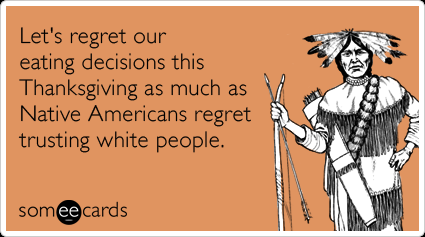 Let's regret our
eating decisions this
Thanksgiving as much as
Native Americans regret
trusting white people.
someecards